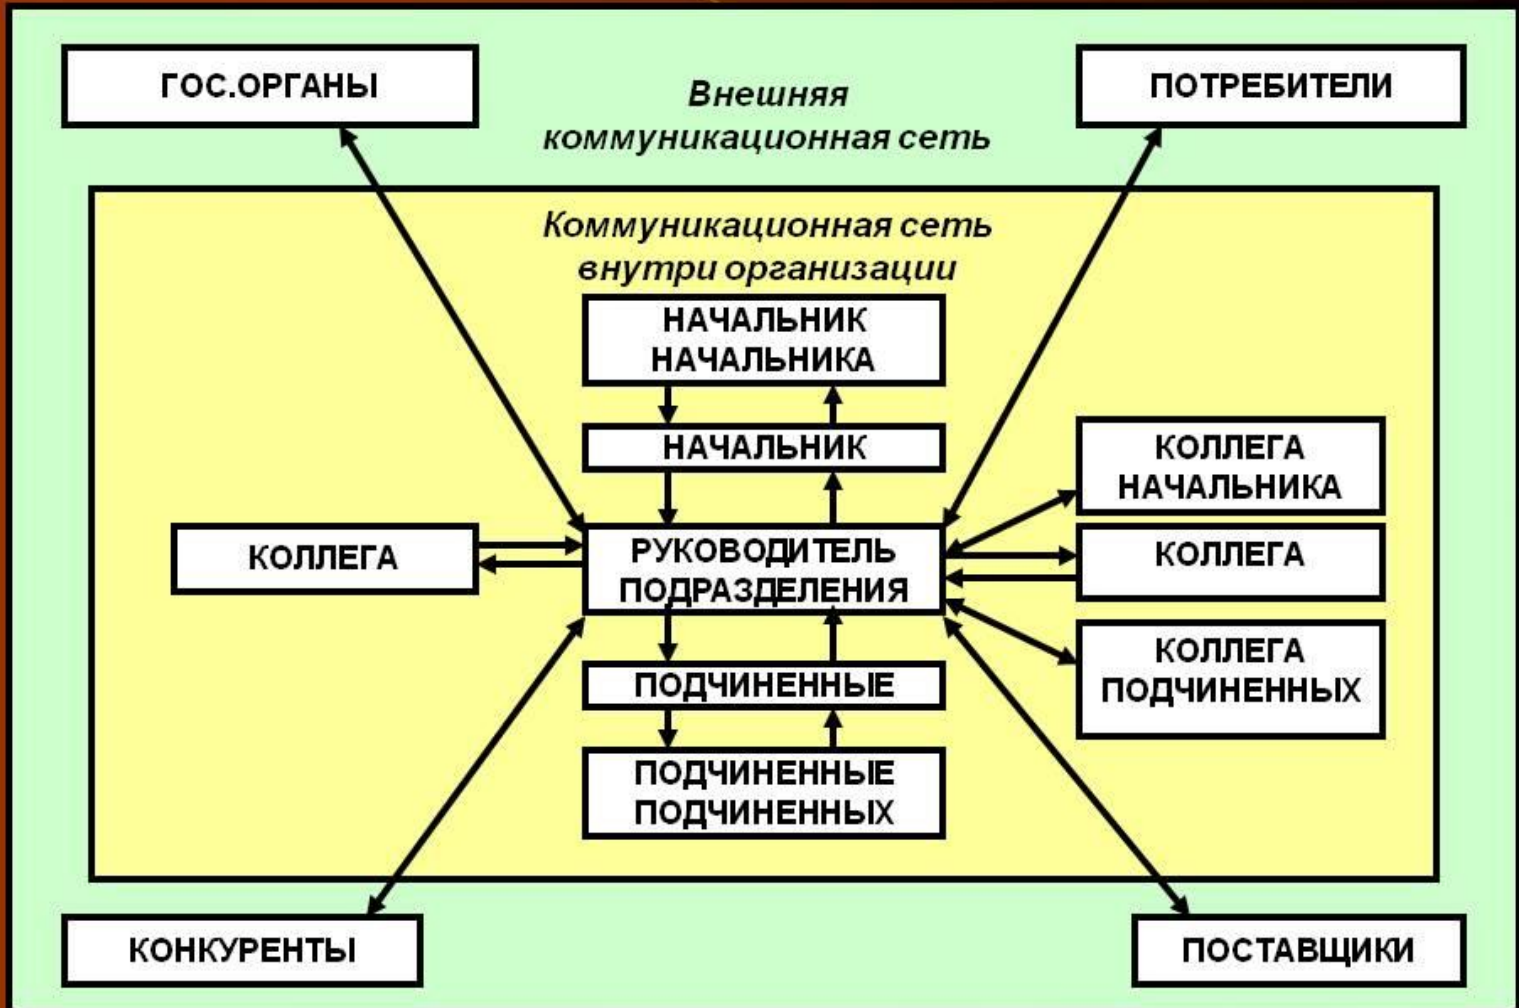 ГОС.ОРГАНЫ
Внешняя
коммуникационная сеть
ПОТРЕБИТЕЛИ
Коммуникационная сеть
внутри организации
НАЧАЛЬНИК
НАЧАЛЬНИКА
НАЧАЛЬНИК
КОЛЛЕГА
НАЧАЛЬНИКА
КОЛЛЕГА
РУКОВОДИТЕЛЬ
ПОДРАЗДЕЛЕНИЯ
КОЛЛЕГА
КОЛЛЕГА
ПОДЧИНЕННЫХ
ПОДЧИНЕННЫЕ
ПОДЧИНЕННЫЕ
ПОДЧИНЕННЫХ
КОНКУРЕНТЫ
ПОСТАВЩИКИ